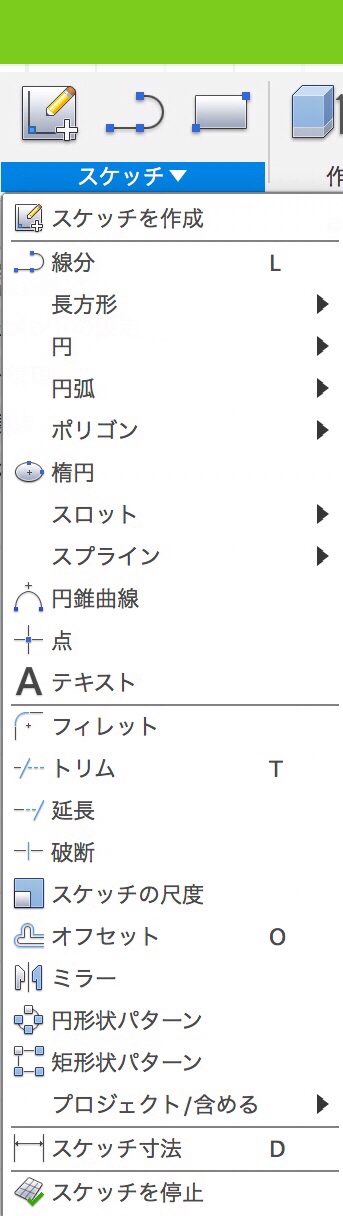 スケッチ▼
作
スケッチを作成
線分 L
長方形
円
円弧
ポリゴン
楕円
スロット
スプライン
円錐曲線
点
テキスト
フィレット
トリム T
延長
破断
スケッチの尺度
オフセット O
ミラー
円形状パターン
矩形状パターン
プロジェクト/含める
スケッチ寸法 D
スケッチを停止